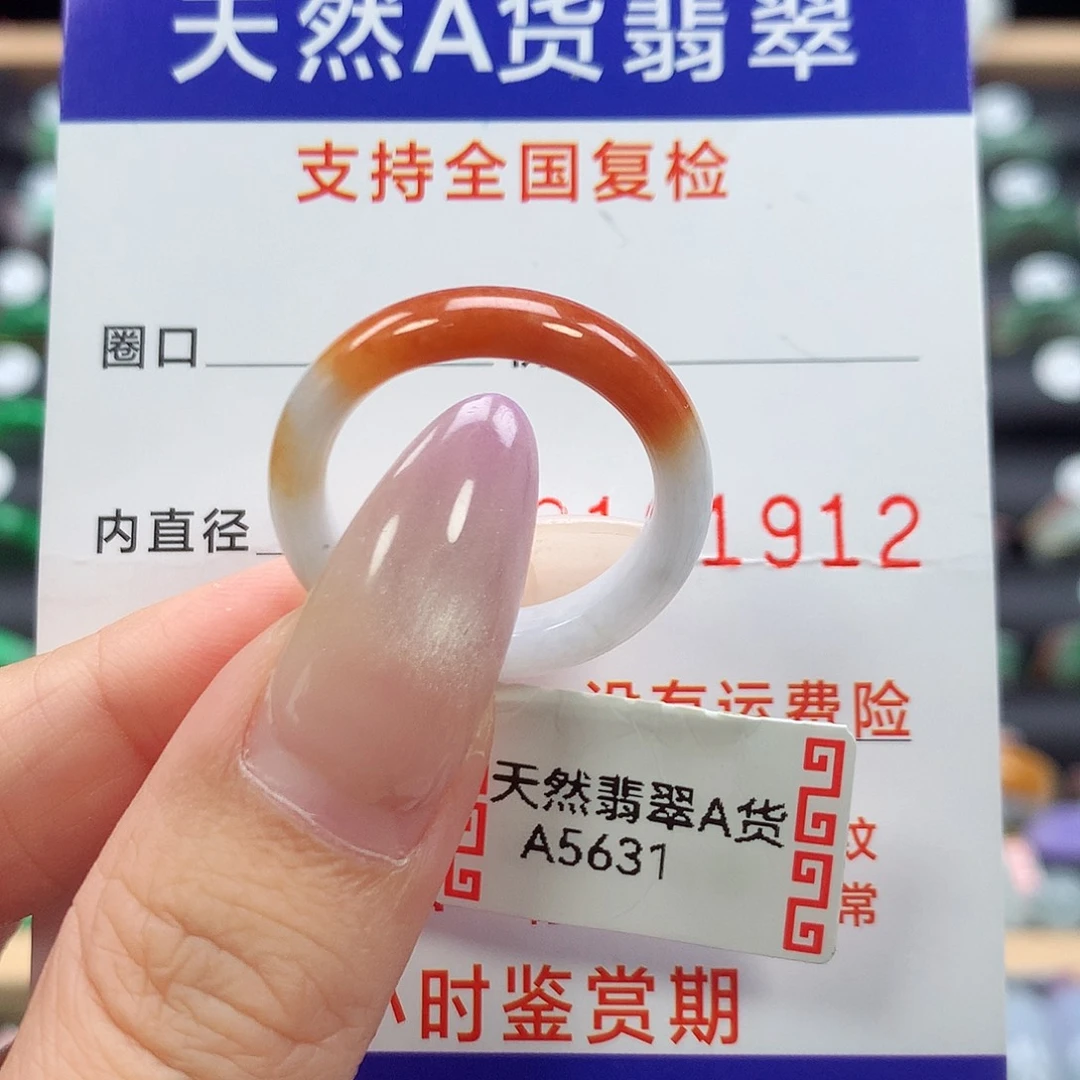 天然A货翡翠
支持全国复检
圈口
内直径
1912
没有运费险
天然翡翠A货
A5631
纹
常
小时鉴赏期